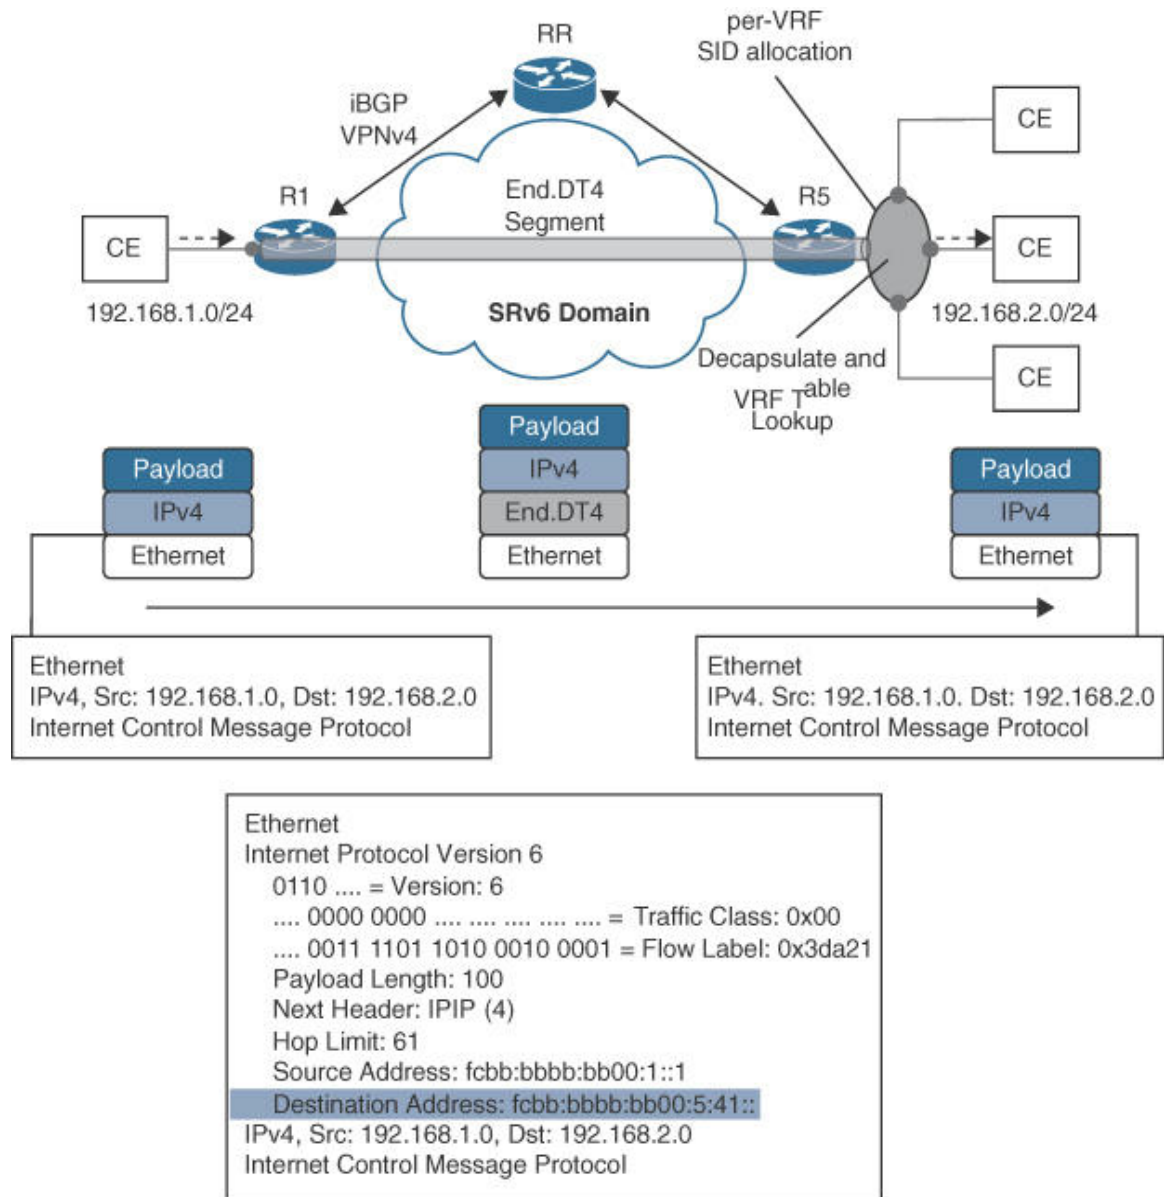 RR
per-VRF
SID allocation
iBGP
VPNv4
CE
R1
End.DT4
Segment
R5
CE
CE
192.168.1.0/24
SRv6 Domain
192.168.2.0/24
Decapsulate and
VRF Table
Lookup
CE
Payload
IPv4
Ethernet
Payload
IPv4
End.DT4
Ethernet
Payload
IPv4
Ethernet
Ethernet
IPv4, Src: 192.168.1.0, Dst: 192.168.2.0
Internet Control Message Protocol
Ethernet
IPv4. Src: 192.168.1.0. Dst: 192.168.2.0
Internet Control Message Protocol
Ethernet
Internet Protocol Version 6
0110 .... = Version: 6
.... 0000 0000 .... .... .... .... .... = Traffic Class: 0x00
.... 0011 1101 1010 0010 0001 = Flow Label: 0x3da21
Payload Length: 100
Next Header: IPIP (4)
Hop Limit: 61
Source Address: fcbb:bbbb:bb00:1::1
Destination Address: fcbb:bbbb:bb00:5:41::
IPv4, Src: 192.168.1.0, Dst: 192.168.2.0
Internet Control Message Protocol